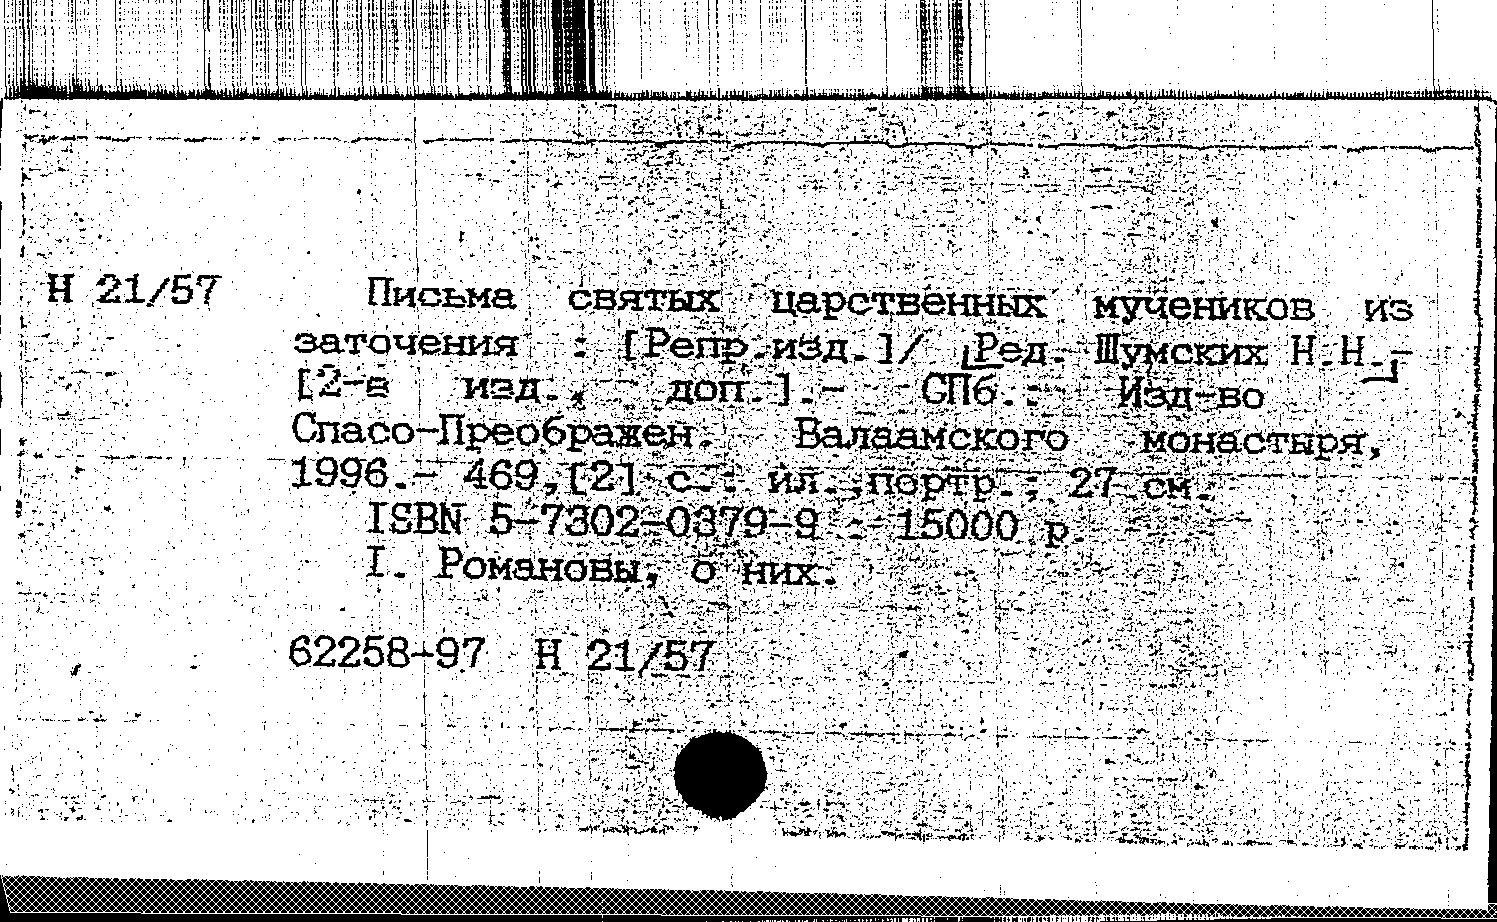 Н 21/57 Письма святых царственных мучеников из
заточения : [Репр.изд.]/ [Ред. Шумских Н.Н.]-
[2-е изд., доп.].- СПб.: Изд-во
Спасо-Преображен. Валаамского монастыря,
1996.- 469,[2] с.: ил.,портр.; 27 см.
ISBN 5-7302-0379-9 : 15000 р.
I. Романовы, о них.
62258-97 Н 21/57